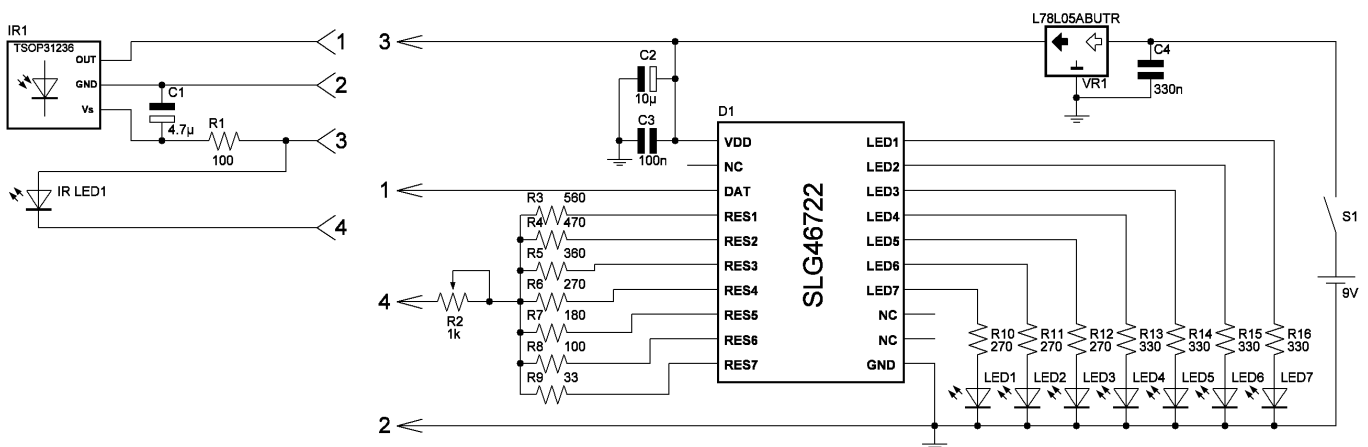 IR1
TSOP31236
OUT
GND
Vs
C1
4.7µ
R1
100
IR LED1
1
2
3
4
3
1
4
2
L78L05ABUTR
VR1
C4
330n
C2
10µ
C3
100n
D1
SLG46722
VDD
NC
DAT
RES1
RES2
RES3
RES4
RES5
RES6
RES7
LED1
LED2
LED3
LED4
LED5
LED6
LED7
NC
NC
GND
R2
1k
R3 560
R4 470
R5 360
R6 270
R7 180
R8 100
R9 33
S1
9V
R10
270
R11
270
R12
270
R13
330
R14
330
R15
330
R16
330
LED1
LED2
LED3
LED4
LED5
LED6
LED7